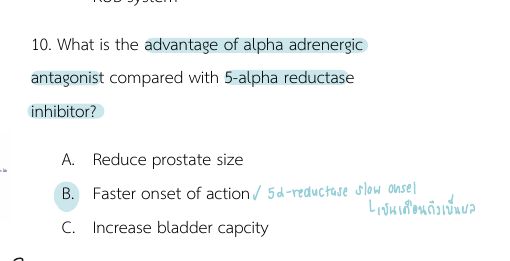 10. What is the advantage of alpha adrenergic
antagonist compared with 5-alpha reductase
inhibitor?
A. Reduce prostate size
B. Faster onset of action ✓ 5α-reductase slow onset
เป็นเดือนถึงเห็นผล
C. Increase bladder capcity